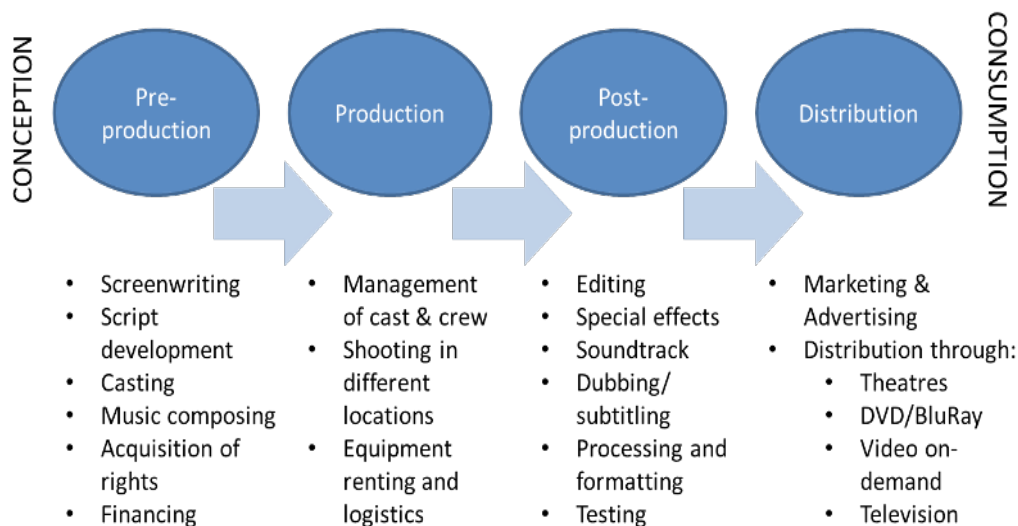 CONCEPTION
Pre-
production
Production
Post-
production
Distribution
CONSUMPTION
• Screenwriting
• Script
development
• Casting
• Music composing
• Acquisition of
rights
• Financing
• Management
of cast & crew
• Shooting in
different
locations
• Equipment
renting and
logistics
• Editing
• Special effects
• Soundtrack
• Dubbing/
subtitling
• Processing and
formatting
• Testing
• Marketing &
Advertising
• Distribution through:
• Theatres
• DVD/BluRay
• Video on-
demand
• Television